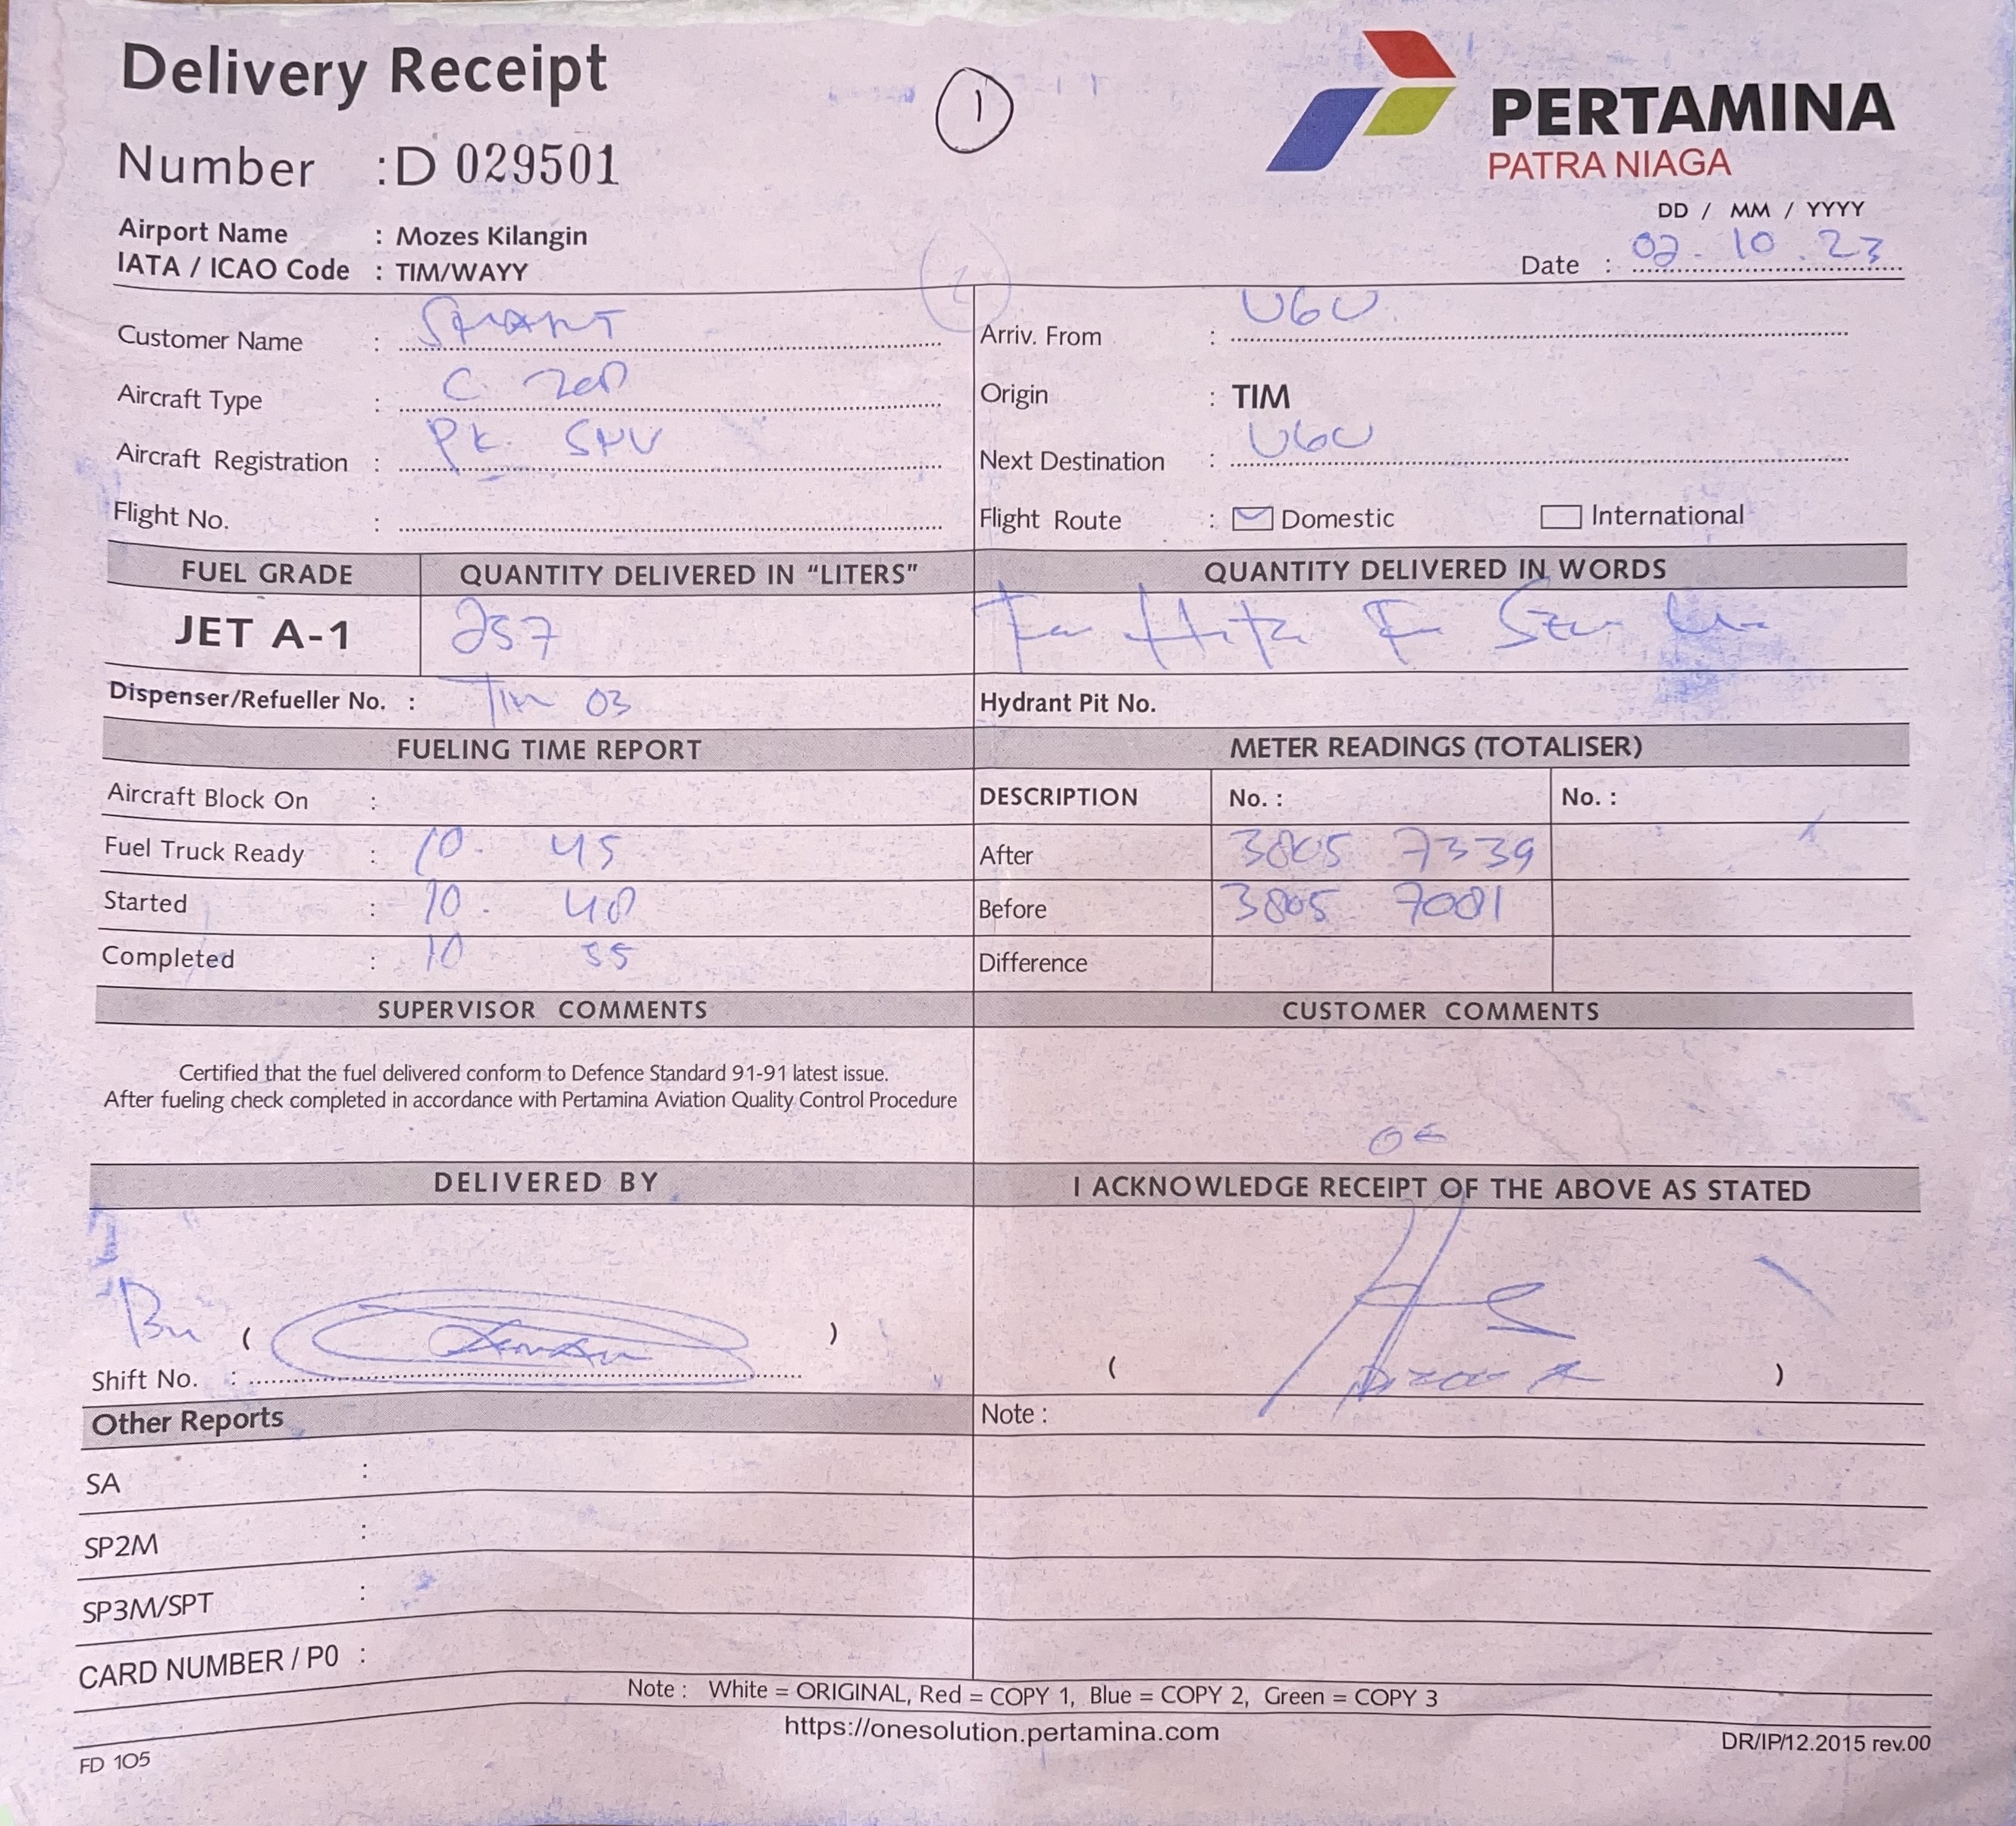 Delivery Receipt
1
PERTAMINA
PATRA NIAGA
Number : D 029501
Airport Name : Mozes Kilangin
IATA / ICAO Code : TIM/WAYY
DD / MM / YYYY
Date : 02 . 10 . 23
2
Customer Name : SMART
Arriv. From : UGU
Aircraft Type : C 208
Origin : TIM
Aircraft Registration : PK
Next Destination : UGU
Flight No. :
Flight Route : Domestic International
FUEL GRADE QUANTITY DELIVERED IN “LITERS” QUANTITY DELIVERED IN WORDS
JET A-1 257
Dispenser/Refueller No. : TIM 03
Hydrant Pit No.
FUELING TIME REPORT METER READINGS (TOTALISER)
Aircraft Block On :
DESCRIPTION No. : No. :
Fuel Truck Ready : 10 . 45
After 3805 7339
Started : 10 . 48
Before 3805 7081
Completed : 10 55
Difference
SUPERVISOR COMMENTS CUSTOMER COMMENTS
Certified that the fuel delivered conform to Defence Standard 91-91 latest issue.
After fueling check completed in accordance with Pertamina Aviation Quality Control Procedure
DELIVERED BY I ACKNOWLEDGE RECEIPT OF THE ABOVE AS STATED
( )
Shift No. :
( )
Other Reports
Note :
SA :
SP2M :
SP3M/SPT :
CARD NUMBER / P0 :
Note : White = ORIGINAL, Red = COPY 1, Blue = COPY 2, Green = COPY 3
https://onesolution.pertamina.com
FD 105
DR/IP/12.2015 rev.00